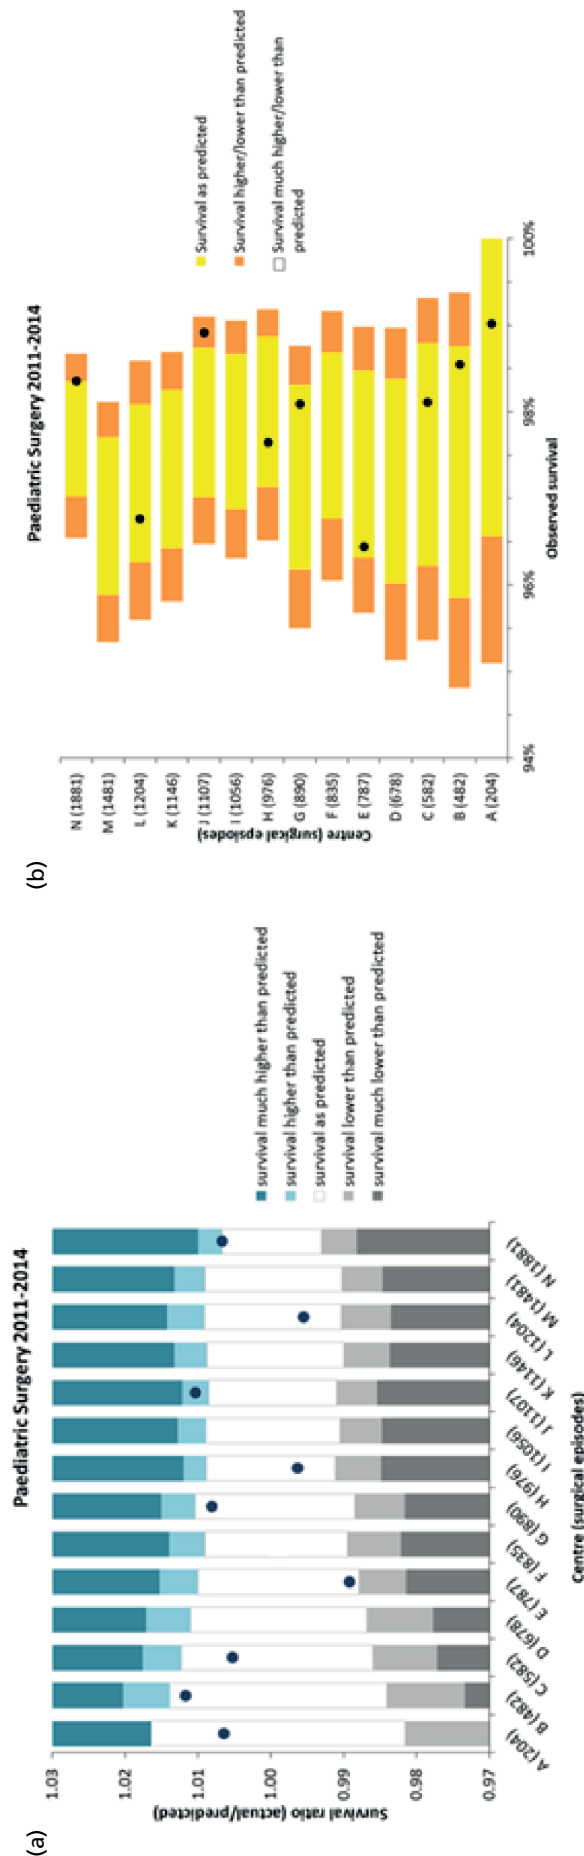 (a)
Paediatric Surgery 2011-2014
Survival ratio (actual/predicted)
1.03
1.02
1.01
1.00
0.99
0.98
0.97
A (204)
B (482)
C (582)
D (678)
E (787)
F (835)
G (890)
H (976)
I (1056)
J (1107)
K (1146)
L (1204)
M (1481)
N (1881)
Centre (surgical episodes)
survival much higher than predicted
survival higher than predicted
survival as predicted
survival lower than predicted
survival much lower than predicted
(b)
Paediatric Surgery 2011-2014
Centre (surgical epsiodes)
N (1881)
M (1481)
L (1204)
K (1146)
J (1107)
I (1056)
H (976)
G (890)
F (835)
E (787)
D (678)
C (582)
B (482)
A (204)
94%
96%
98%
100%
Observed survival
Survival as predicted
Survival higher/lower than predicted
Survival much higher/lower than
predicted